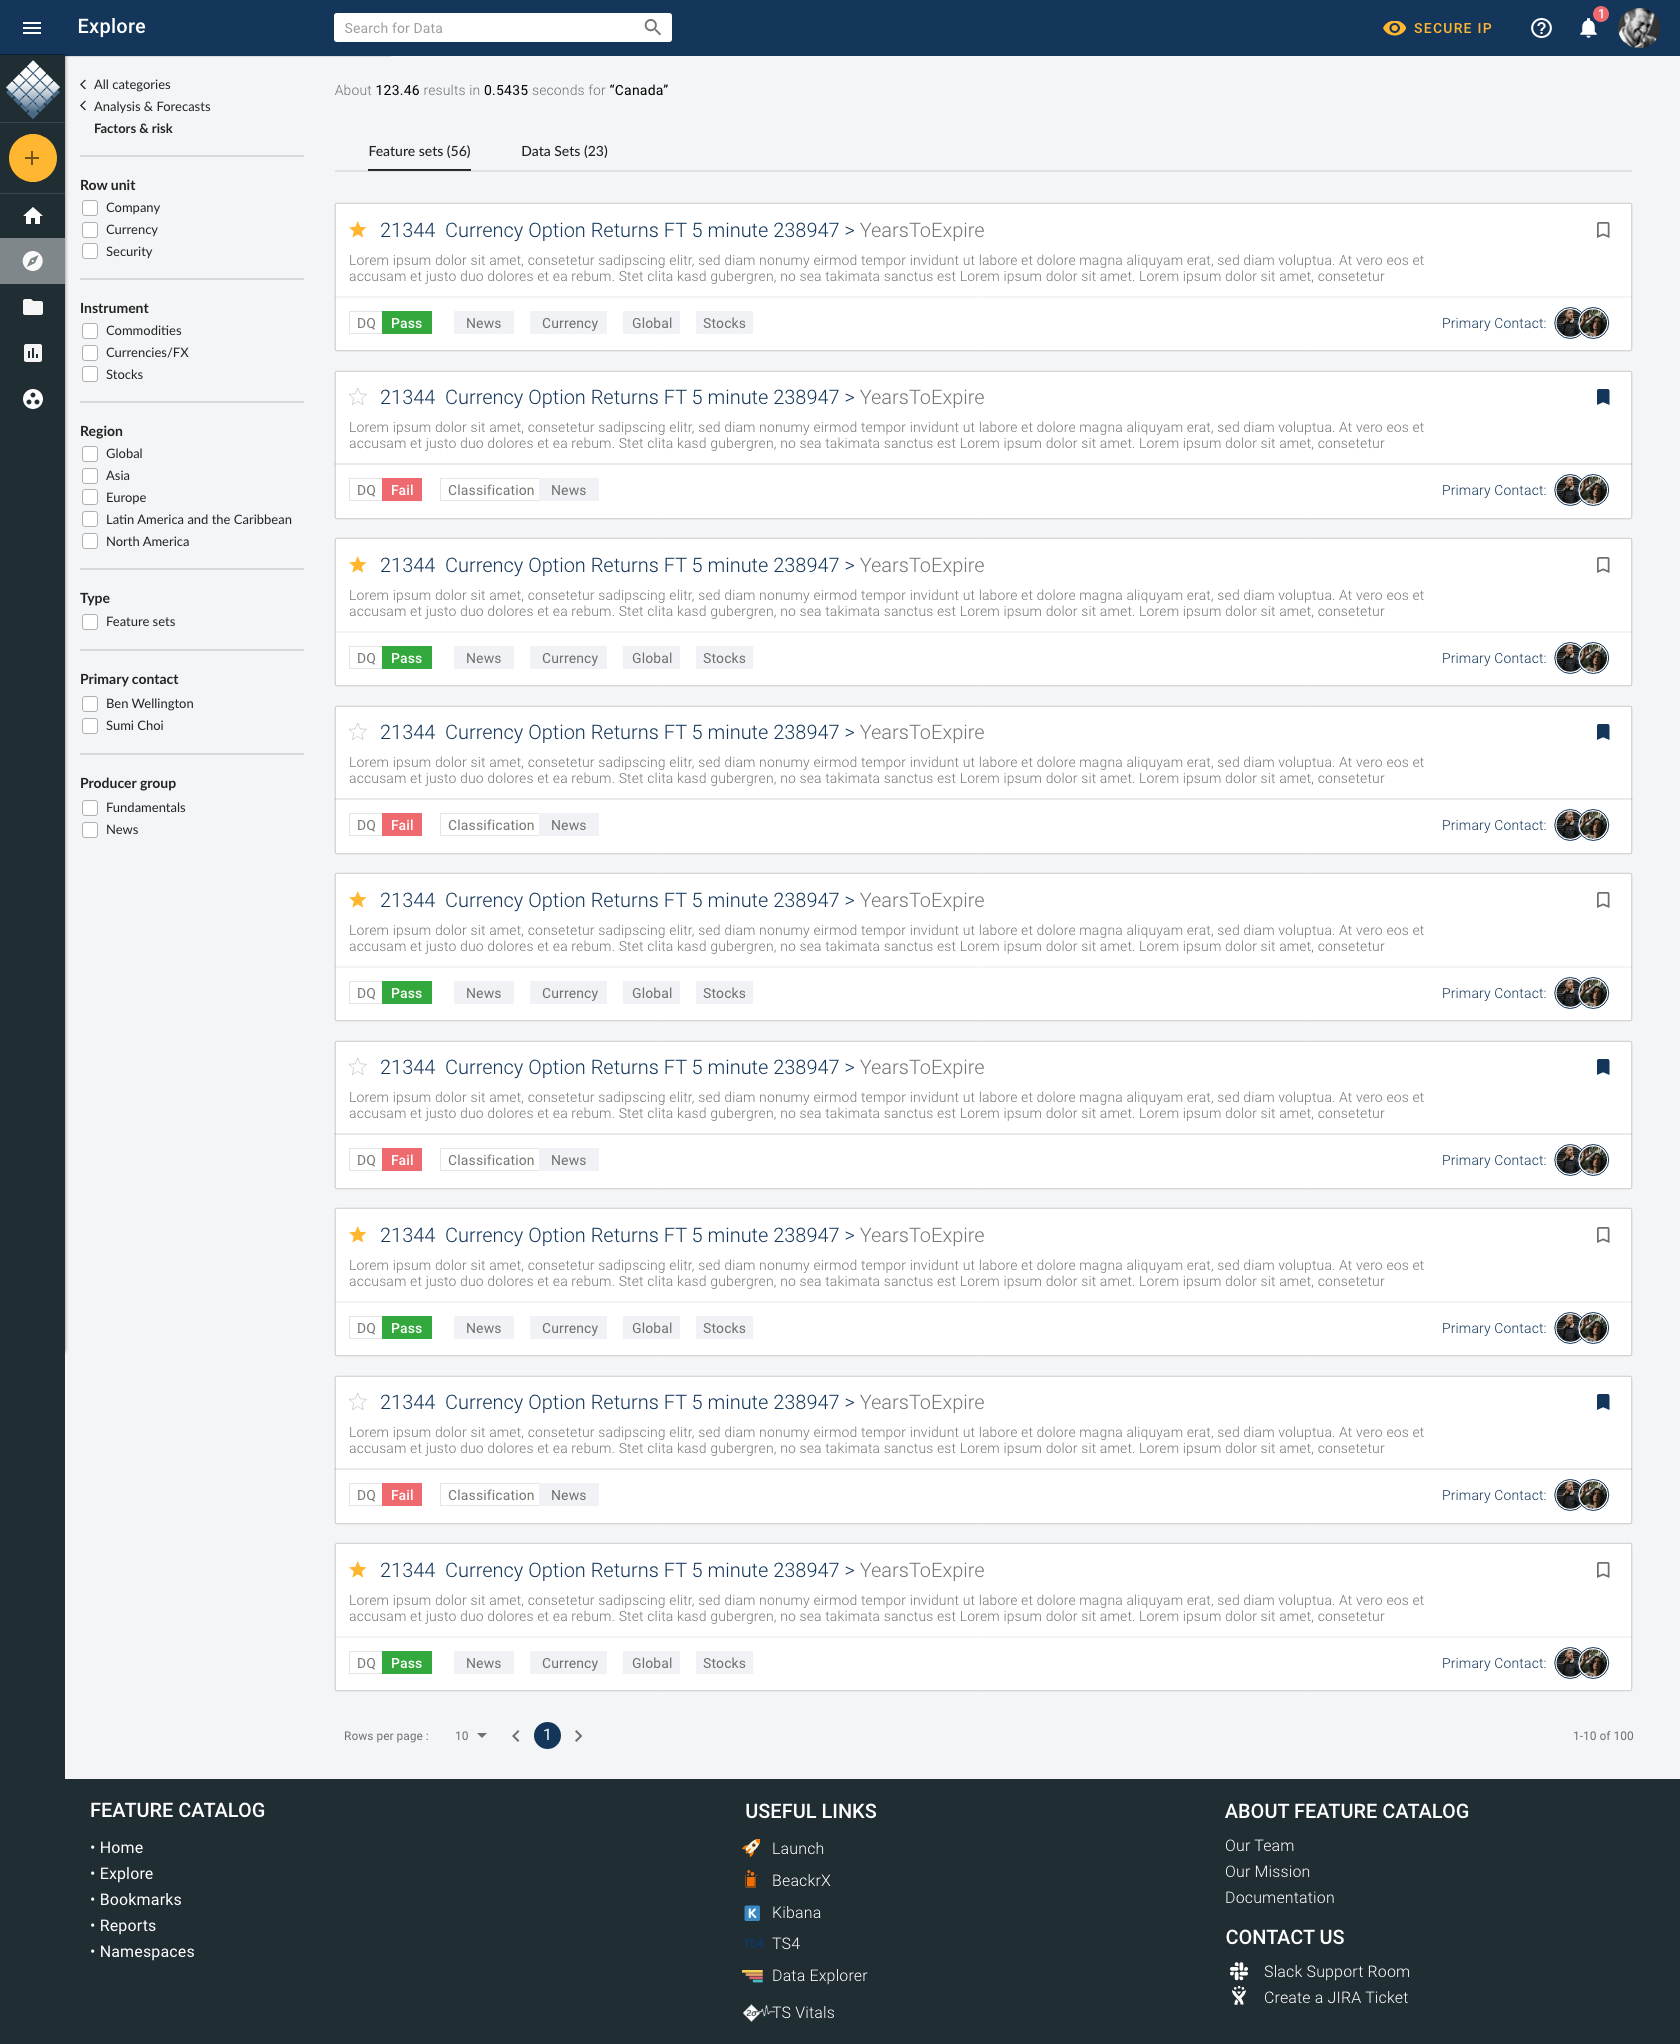 Explore
Search for Data
SECURE IP
1
All categories
Analysis & Forecasts
Factors & risk
Row unit
Company
Currency
Security
Instrument
Commodities
Currencies/FX
Stocks
Region
Global
Asia
Europe
Latin America and the Caribbean
North America
Type
Feature sets
Primary contact
Ben Wellington
Sumi Choi
Producer group
Fundamentals
News
About 123.46 results in 0.5435 seconds for “Canada”
Feature sets (56) Data Sets (23)
21344 Currency Option Returns FT 5 minute 238947 > YearsToExpire
Lorem ipsum dolor sit amet, consetetur sadipscing elitr, sed diam nonumy eirmod tempor invidunt ut labore et dolore magna aliquyam erat, sed diam voluptua. At vero eos et
accusam et justo duo dolores et ea rebum. Stet clita kasd gubergren, no sea takimata sanctus est Lorem ipsum dolor sit amet. Lorem ipsum dolor sit amet, consetetur
DQ Pass News Currency Global Stocks Primary Contact:
21344 Currency Option Returns FT 5 minute 238947 > YearsToExpire
Lorem ipsum dolor sit amet, consetetur sadipscing elitr, sed diam nonumy eirmod tempor invidunt ut labore et dolore magna aliquyam erat, sed diam voluptua. At vero eos et
accusam et justo duo dolores et ea rebum. Stet clita kasd gubergren, no sea takimata sanctus est Lorem ipsum dolor sit amet. Lorem ipsum dolor sit amet, consetetur
DQ Fail Classification News Primary Contact:
21344 Currency Option Returns FT 5 minute 238947 > YearsToExpire
Lorem ipsum dolor sit amet, consetetur sadipscing elitr, sed diam nonumy eirmod tempor invidunt ut labore et dolore magna aliquyam erat, sed diam voluptua. At vero eos et
accusam et justo duo dolores et ea rebum. Stet clita kasd gubergren, no sea takimata sanctus est Lorem ipsum dolor sit amet. Lorem ipsum dolor sit amet, consetetur
DQ Pass News Currency Global Stocks Primary Contact:
21344 Currency Option Returns FT 5 minute 238947 > YearsToExpire
Lorem ipsum dolor sit amet, consetetur sadipscing elitr, sed diam nonumy eirmod tempor invidunt ut labore et dolore magna aliquyam erat, sed diam voluptua. At vero eos et
accusam et justo duo dolores et ea rebum. Stet clita kasd gubergren, no sea takimata sanctus est Lorem ipsum dolor sit amet. Lorem ipsum dolor sit amet, consetetur
DQ Fail Classification News Primary Contact:
21344 Currency Option Returns FT 5 minute 238947 > YearsToExpire
Lorem ipsum dolor sit amet, consetetur sadipscing elitr, sed diam nonumy eirmod tempor invidunt ut labore et dolore magna aliquyam erat, sed diam voluptua. At vero eos et
accusam et justo duo dolores et ea rebum. Stet clita kasd gubergren, no sea takimata sanctus est Lorem ipsum dolor sit amet. Lorem ipsum dolor sit amet, consetetur
DQ Pass News Currency Global Stocks Primary Contact:
21344 Currency Option Returns FT 5 minute 238947 > YearsToExpire
Lorem ipsum dolor sit amet, consetetur sadipscing elitr, sed diam nonumy eirmod tempor invidunt ut labore et dolore magna aliquyam erat, sed diam voluptua. At vero eos et
accusam et justo duo dolores et ea rebum. Stet clita kasd gubergren, no sea takimata sanctus est Lorem ipsum dolor sit amet. Lorem ipsum dolor sit amet, consetetur
DQ Fail Classification News Primary Contact:
21344 Currency Option Returns FT 5 minute 238947 > YearsToExpire
Lorem ipsum dolor sit amet, consetetur sadipscing elitr, sed diam nonumy eirmod tempor invidunt ut labore et dolore magna aliquyam erat, sed diam voluptua. At vero eos et
accusam et justo duo dolores et ea rebum. Stet clita kasd gubergren, no sea takimata sanctus est Lorem ipsum dolor sit amet. Lorem ipsum dolor sit amet, consetetur
DQ Pass News Currency Global Stocks Primary Contact:
21344 Currency Option Returns FT 5 minute 238947 > YearsToExpire
Lorem ipsum dolor sit amet, consetetur sadipscing elitr, sed diam nonumy eirmod tempor invidunt ut labore et dolore magna aliquyam erat, sed diam voluptua. At vero eos et
accusam et justo duo dolores et ea rebum. Stet clita kasd gubergren, no sea takimata sanctus est Lorem ipsum dolor sit amet. Lorem ipsum dolor sit amet, consetetur
DQ Fail Classification News Primary Contact:
21344 Currency Option Returns FT 5 minute 238947 > YearsToExpire
Lorem ipsum dolor sit amet, consetetur sadipscing elitr, sed diam nonumy eirmod tempor invidunt ut labore et dolore magna aliquyam erat, sed diam voluptua. At vero eos et
accusam et justo duo dolores et ea rebum. Stet clita kasd gubergren, no sea takimata sanctus est Lorem ipsum dolor sit amet. Lorem ipsum dolor sit amet, consetetur
DQ Pass News Currency Global Stocks Primary Contact:
Rows per page : 10 1 1-10 of 100
FEATURE CATALOG
• Home
• Explore
• Bookmarks
• Reports
• Namespaces
USEFUL LINKS
Launch
BeackrX
K Kibana
TS4 TS4
Data Explorer
TS Vitals
ABOUT FEATURE CATALOG
Our Team
Our Mission
Documentation
CONTACT US
Slack Support Room
Create a JIRA Ticket